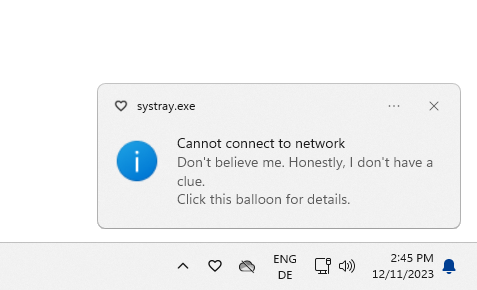 systray.exe
Cannot connect to network
Don't believe me. Honestly, I don't have a
clue.
Click this balloon for details.
ENG
DE
2:45 PM
12/11/2023